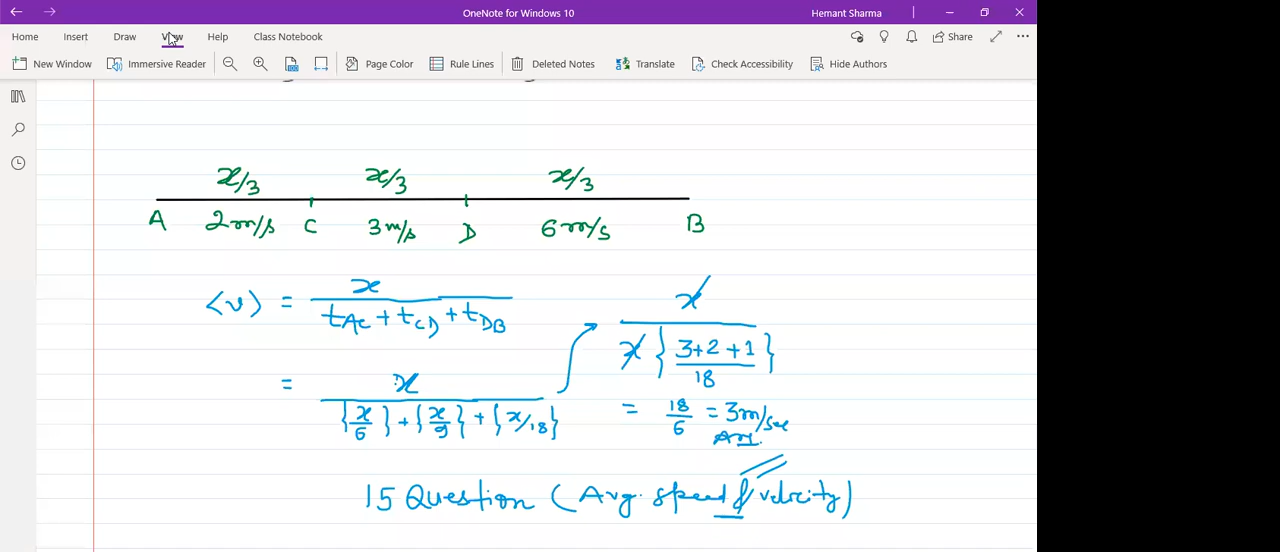 OneNote for Windows 10
Hemant Sharma
Home Insert Draw View Help Class Notebook Share
New Window Immersive Reader Page Color Rule Lines Deleted Notes Translate Check Accessibility Hide Authors
x/3 x/3 x/3
A 2m/s C 3m/s D 6m/s B
⟨v⟩ = x / (t_AC + t_CD + t_DB)
= x / ({x/6} + {x/9} + {x/18})
x / (x {(3+2+1)/18})
= 18/6 = 3m/sec
Ans.
15 Question (Avg. speed & velocity)